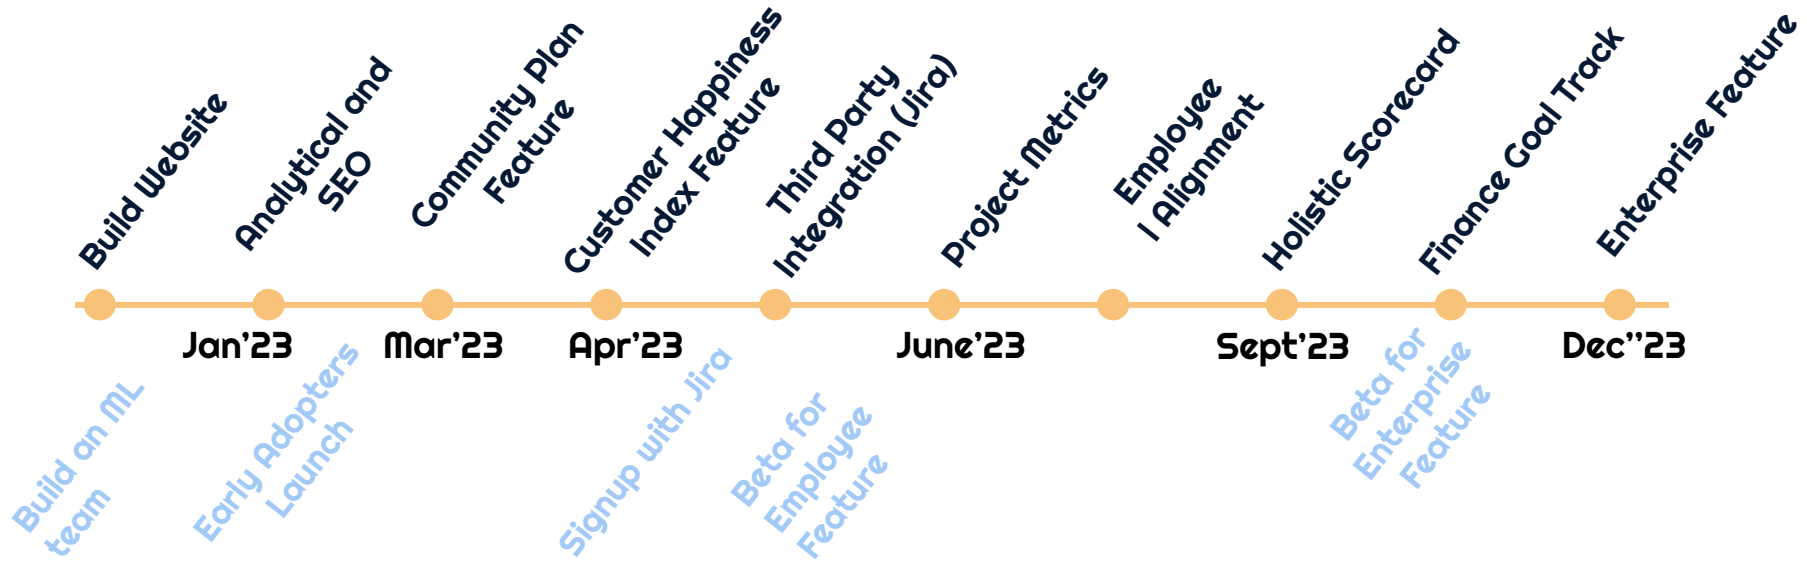 Build Website
Analytical and
SEO
Community Plan
Feature
Customer Happiness
Index Feature
Third Party
Integration (Jira)
Project Metrics
Employee
I Alignment
Holistic Scorecard
Finance Goal Track
Enterprise Feature
Jan’23
Mar’23
Apr’23
June’23
Sept’23
Dec’’23
Build an ML
team
Early Adopters
Launch
Signup with Jira
Beta for
Employee
Feature
Beta for
Enterprise
Feature